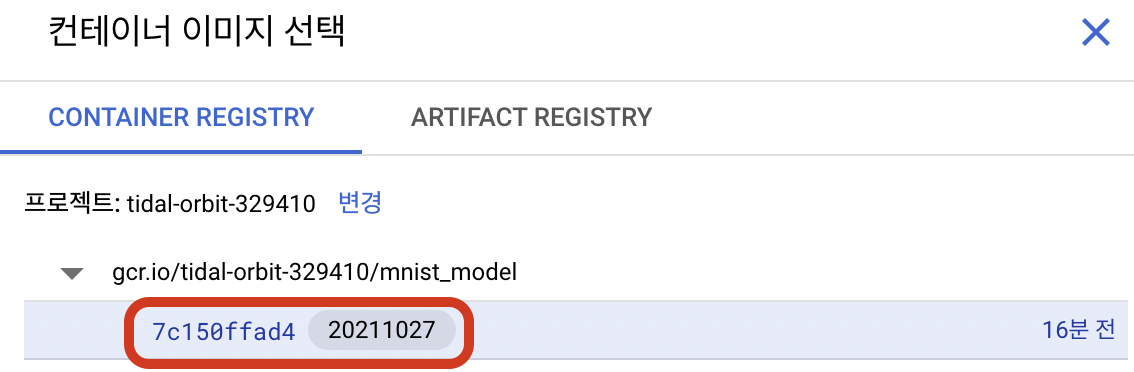 컨테이너 이미지 선택
CONTAINER REGISTRY ARTIFACT REGISTRY
프로젝트: tidal-orbit-329410 변경
gcr.io/tidal-orbit-329410/mnist_model
7c150ffad4 20211027 16분 전